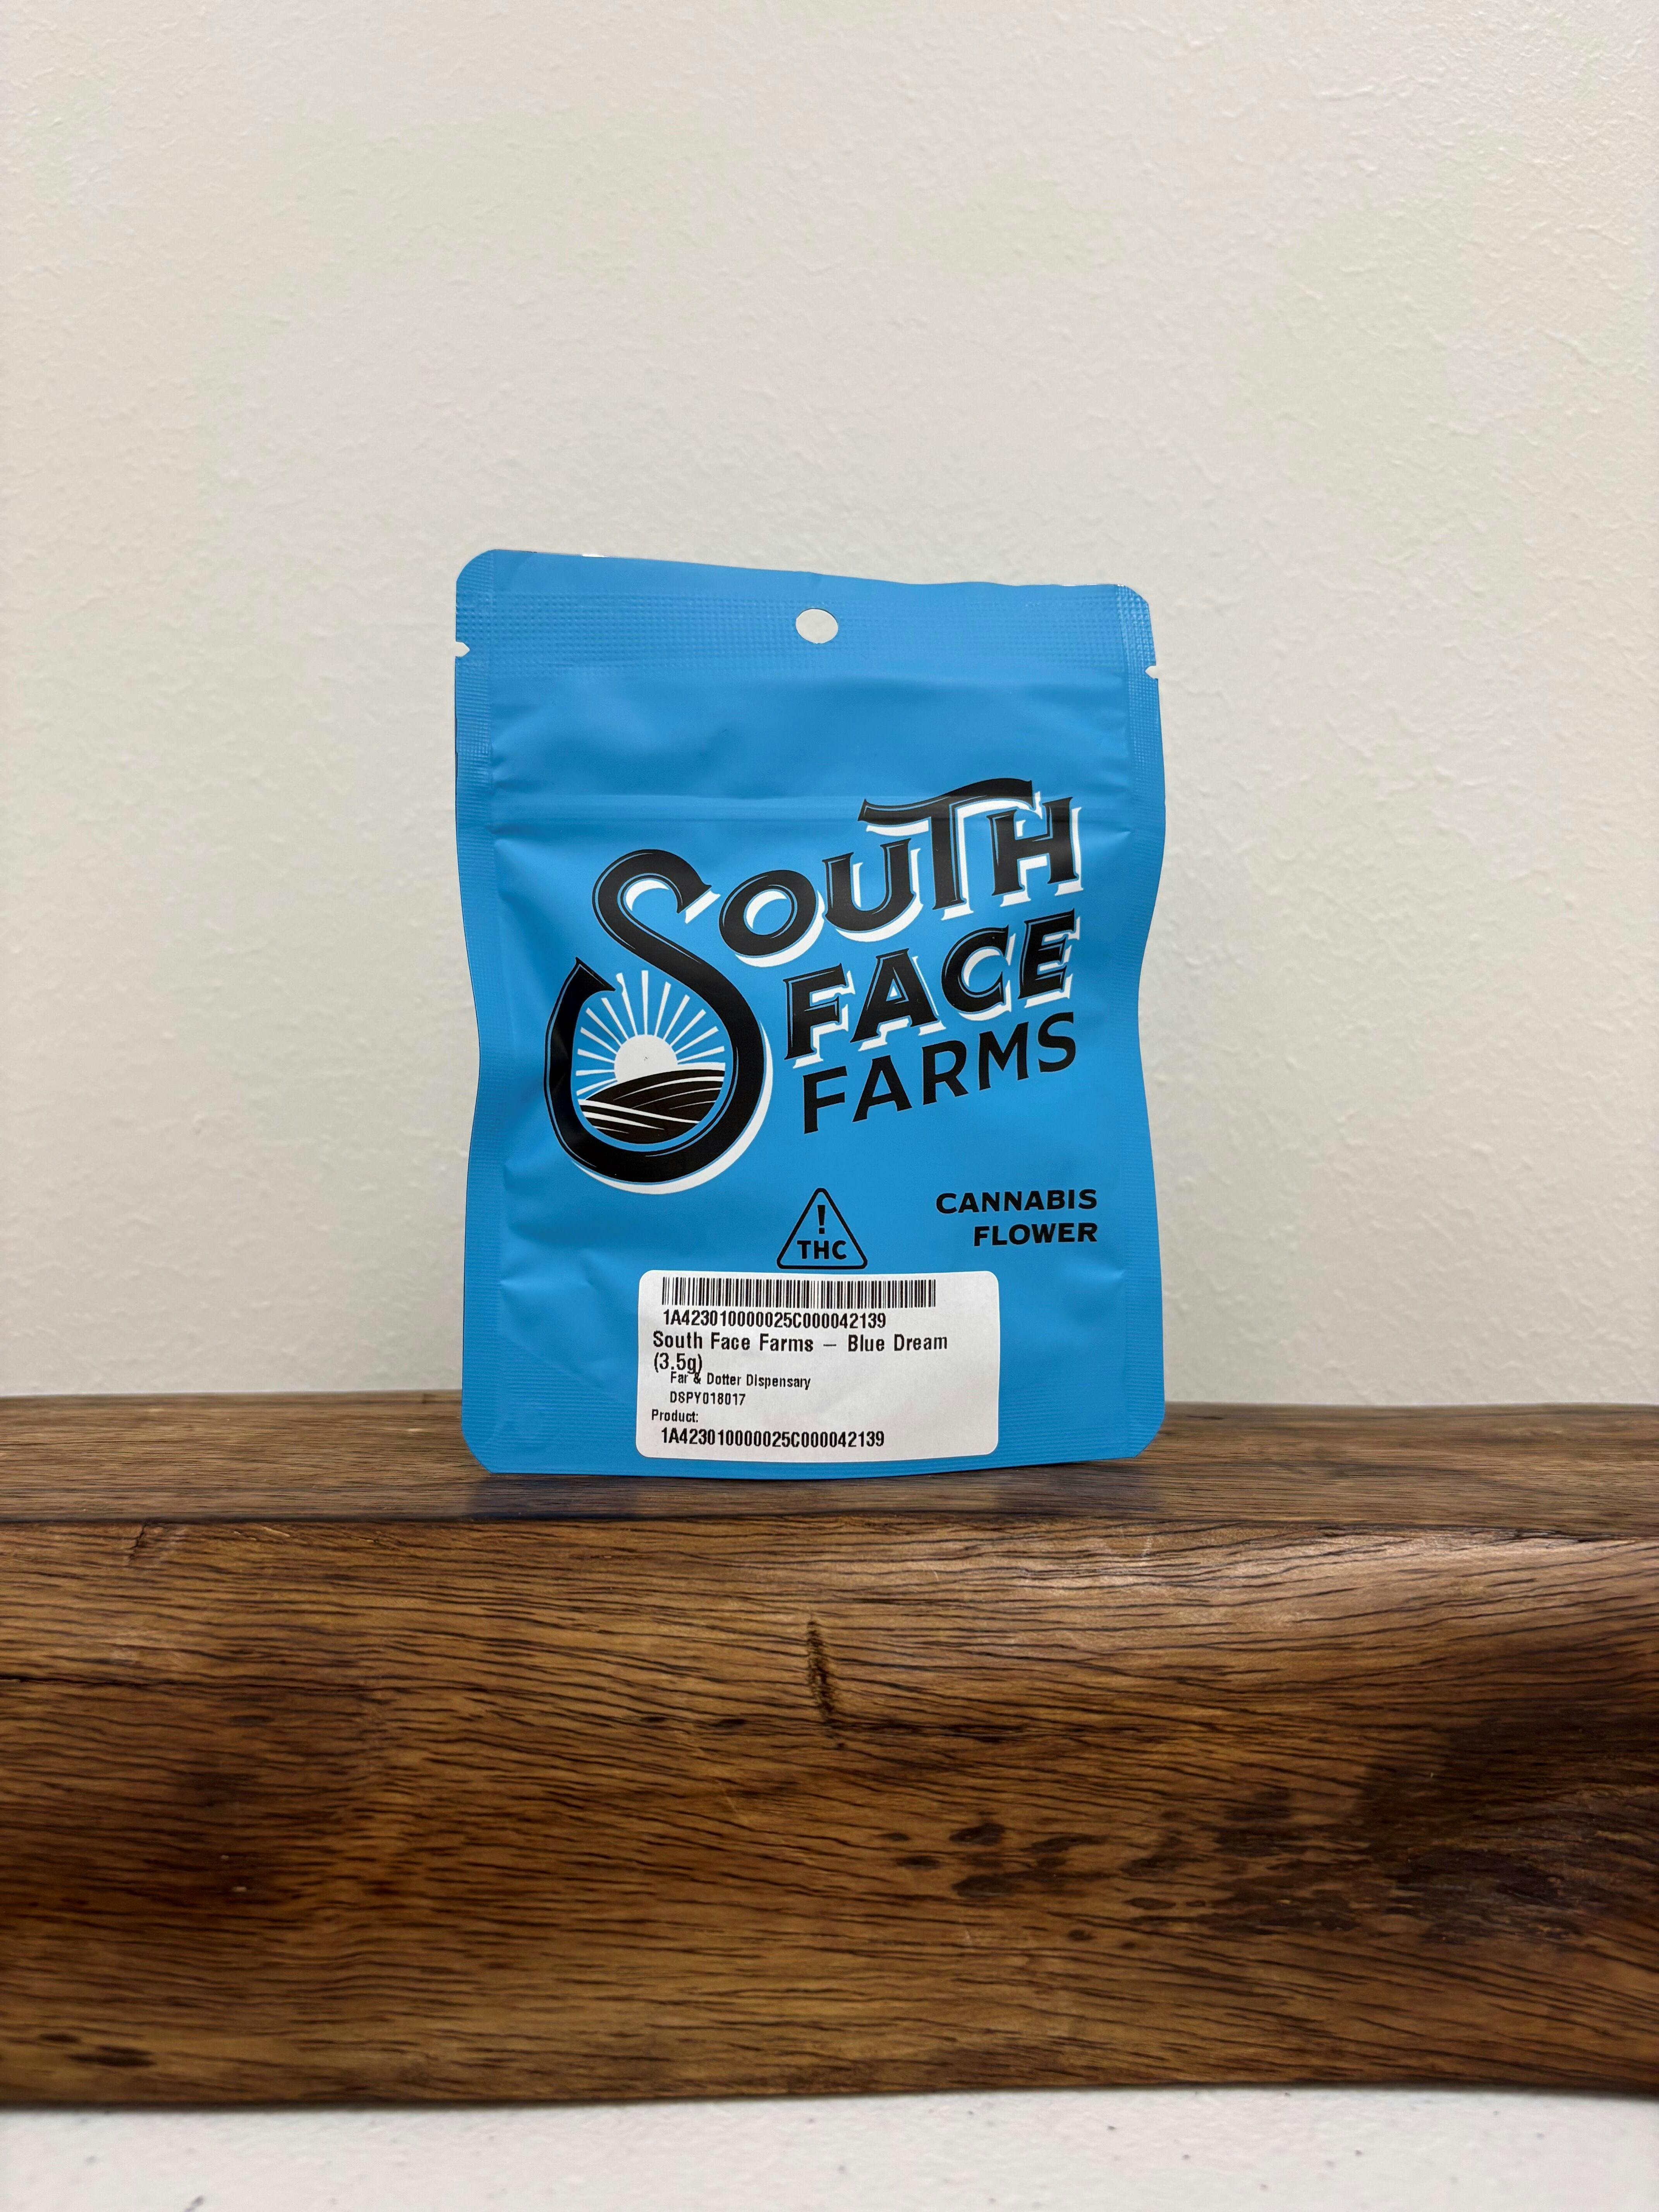 SOUTH
FACE
FARMS
CANNABIS
FLOWER
!
THC
1A423010000025C000042139
South Face Farms — Blue Dream
(3.5g)
Far & Dotter Dispensary
DSPY018017
Product:
1A423010000025C000042139